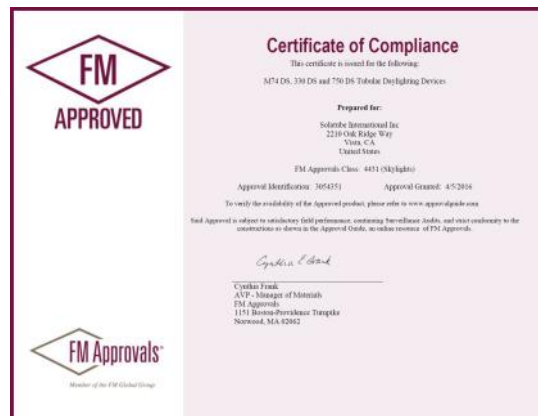 FM
APPROVED
Certificate of Compliance
This certificate is issued for the following:
M74 DS, 330 DS and 750 DS Tubular Daylighting Devices
Prepared for:
Solatube International Inc
2210 Oak Ridge Way
Vista, CA
United States
FM Approvals Class: 4431 (Skylights)
Approval Identification: 3054351 Approval Granted: 4/5/2016
To verify the availability of the Approved product, please refer to www.approvalguide.com
Said Approval is subject to satisfactory field performance, continuing Surveillance Audits, and strict conformity to the
constructions as shown in the Approval Guide, an online resource of FM Approvals.
Cynthia E Frank
Cynthia Frank
AVP - Manager of Materials
FM Approvals
1151 Boston-Providence Turnpike
Norwood, MA 02062
FM Approvals
Member of the FM Global Group